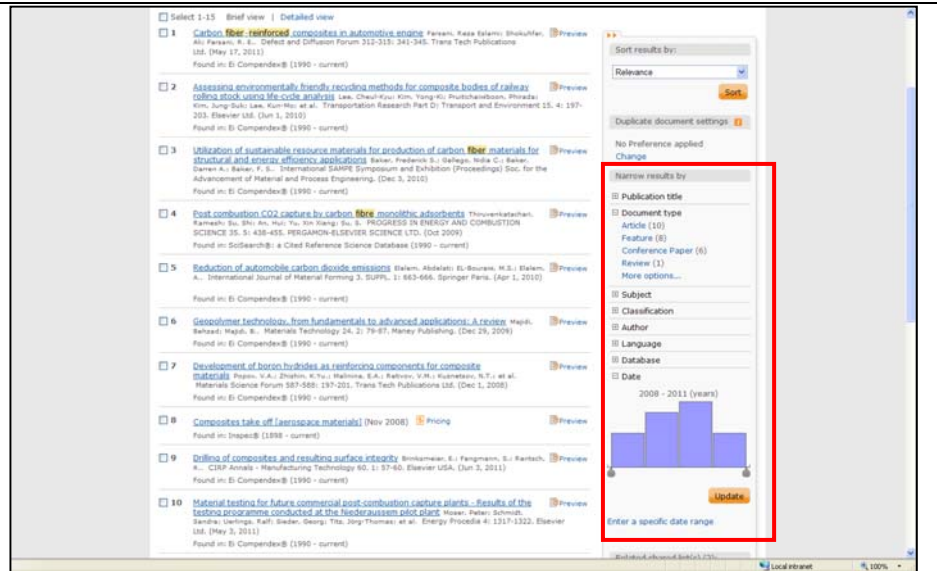 Select 1-15 Brief view | Detailed view
1 Carbon fiber-reinforced composites in automotive engine Farsani, Raza Eslami; Shokuhfar, Preview
Ali; Farsani, R. E.. Defect and Diffusion Forum 312-315: 341-345. Trans Tech Publications
Ltd. (May 17, 2011)
Found in: Ei Compendex® (1990 - current)
2 Assessing environmentally friendly recycling methods for composite bodies of railway Preview
rolling stock using life-cycle analysis Lee, Cheul-Kyu; Kim, Yong-Ki; Pruitichaiwiboon, Phirada;
Kim, Jung-Suk; Lee, Kun-Mo; et al. Transportation Research Part D; Transport and Environment 15. 4: 197-
203. Elsevier Ltd. (Jun 1, 2010)
Found in: Ei Compendex® (1990 - current)
3 Utilization of sustainable resource materials for production of carbon fiber materials for Preview
structural and energy efficiency applications Baker, Frederick S.; Gallego, Nidia C.; Baker,
Darren A.; Baker, F. S.. International SAMPE Symposium and Exhibition (Proceedings) Soc. for the
Advancement of Material and Process Engineering. (Dec 3, 2010)
Found in: Ei Compendex® (1990 - current)
4 Post combustion CO2 capture by carbon fibre monolithic adsorbents Thiruvenkatachari, Preview
Ramesh; Su, Shi; An, Hui; Yu, Xin Xiang; Su, S. PROGRESS IN ENERGY AND COMBUSTION
SCIENCE 35. 5: 438-455. PERGAMON-ELSEVIER SCIENCE LTD. (Oct 2009)
Found in: SciSearch®: a Cited Reference Science Database (1990 - current)
5 Reduction of automobile carbon dioxide emissions Elalem, Abdelati; EL-Bourasi, M.S.; Elalem, Preview
A.. International Journal of Material Forming 3. SUPPL. 1: 663-666. Springer Paris. (Apr 1, 2010)
Found in: Ei Compendex® (1990 - current)
6 Geopolymer technology, from fundamentals to advanced applications: A review Majidi, Preview
Behzad; Majidi, B.. Materials Technology 24. 2: 79-87. Maney Publishing. (Dec 29, 2009)
Found in: Ei Compendex® (1990 - current)
7 Development of boron hydrides as reinforcing components for composite Preview
materials Popov, V.A.; Zhizhin, K.Yu.; Malinina, E.A.; Ketsko, V.M.; Kuznetsov, N.T.; et al.
Materials Science Forum 587-588: 197-201. Trans Tech Publications Ltd. (Dec 1, 2008)
Found in: Ei Compendex® (1990 - current)
8 Composites take off [aerospace materials] (Nov 2008) Pricing Preview
Found in: Inspec® (1898 - current)
9 Drilling of composites and resulting surface integrity Brinksmeier, E.; Fangmann, S.; Rentsch, Preview
R.. CIRP Annals - Manufacturing Technology 60. 1: 57-60. Elsevier USA. (Jun 3, 2011)
Found in: Ei Compendex® (1990 - current)
10 Material testing for future commercial post-combustion capture plants - Results of the Preview
testing programme conducted at the Niederaussem pilot plant Moser, Peter; Schmidt,
Sandra; Uerlings, Ralf; Sieder, Georg; Titz, Jörg-Thomas; et al. Energy Procedia 4: 1317-1322. Elsevier
Ltd. (May 3, 2011)
Found in: Ei Compendex® (1990 - current)
Sort results by:
Relevance
Sort
Duplicate document settings
No Preference applied
Change
Narrow results by
Publication title
Document type
Article (10)
Feature (8)
Conference Paper (6)
Review (1)
More options...
Subject
Classification
Author
Language
Database
Date
2008 - 2011 (years)
Update
Enter a specific date range
Local intranet 100%